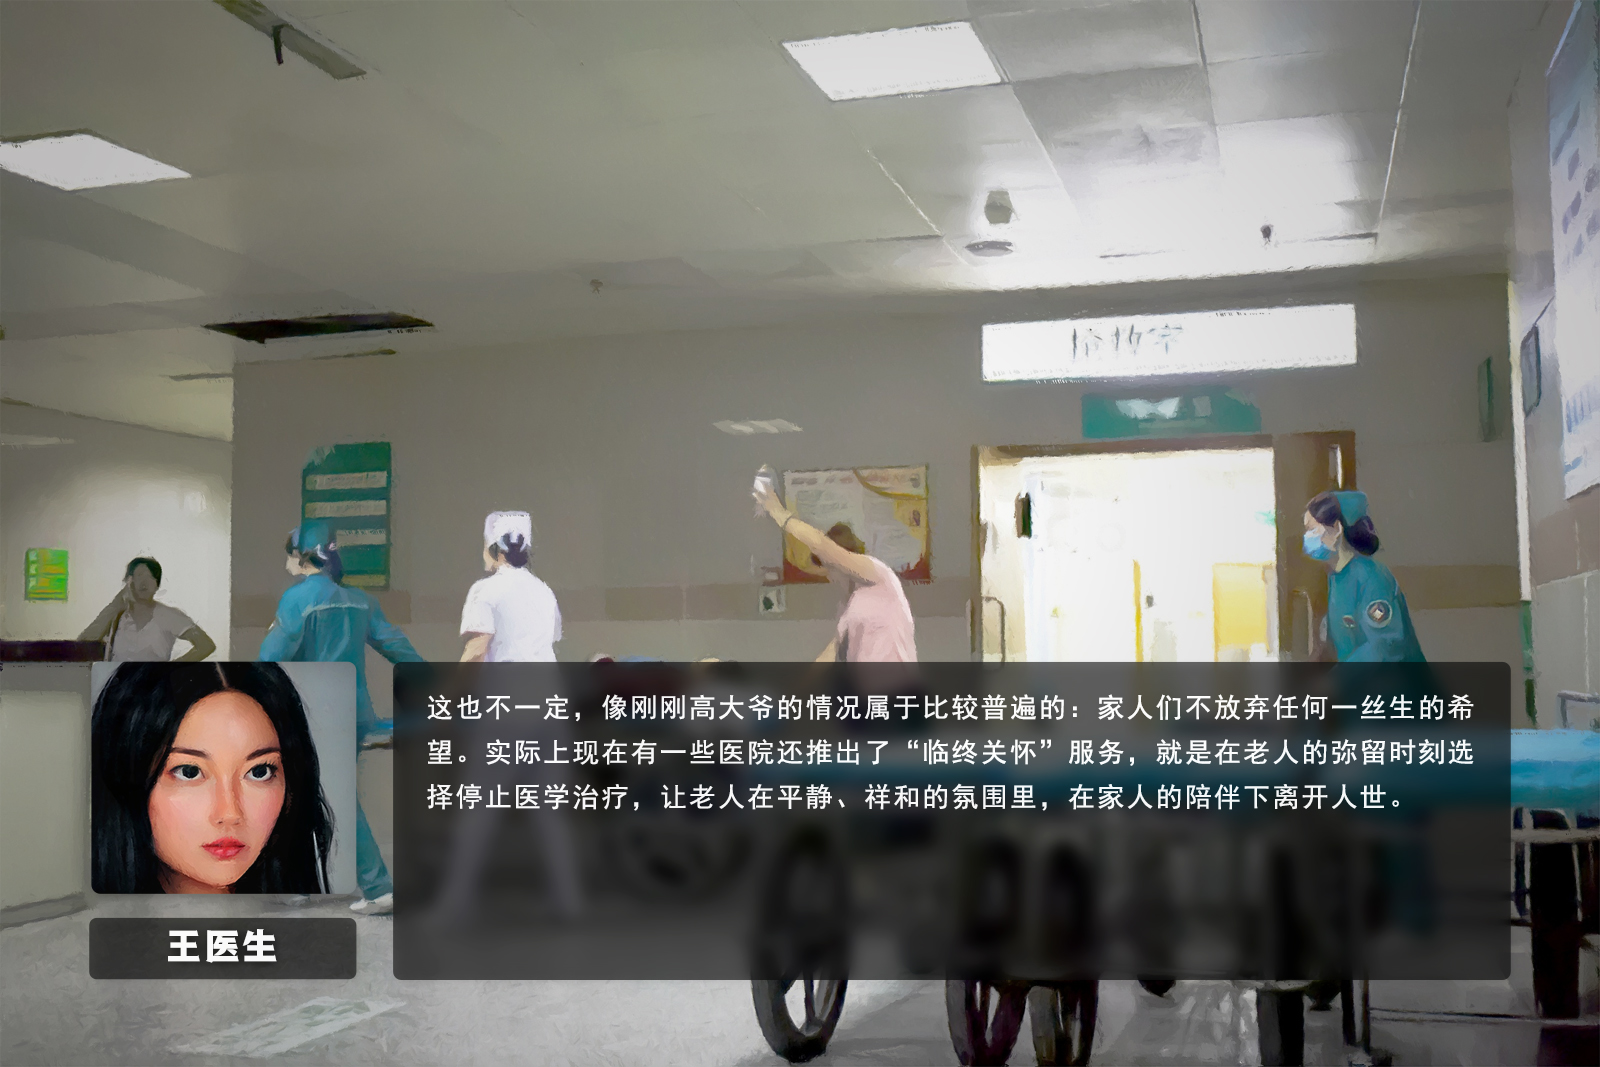 这也不一定，像刚刚高大爷的情况属于比较普遍的：家人们不放弃任何一丝生的希
望。实际上现在有一些医院还推出了“临终关怀”服务，就是在老人的弥留时刻选
择停止医学治疗，让老人在平静、祥和的氛围里，在家人的陪伴下离开人世。
王医生